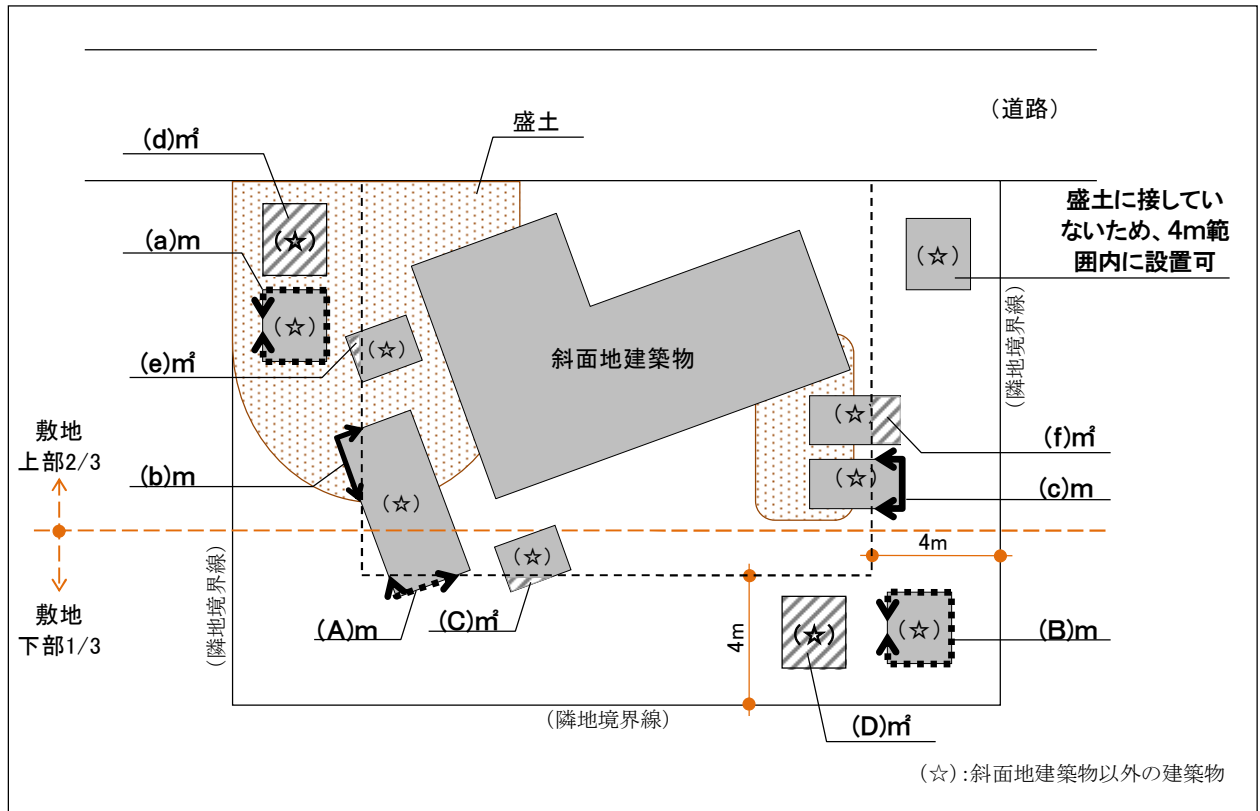 (道路)
盛土
(d)㎡
盛土に接してい
ないため、4m範
囲内に設置可
(☆)
(a)m
(☆)
(☆)
(☆)
(e)㎡
斜面地建築物
(隣地境界線)
(☆)
(f)㎡
敷地
上部2/3
(b)m
(☆)
(☆)
(c)m
4m
(☆)
敷地
下部1/3
(隣地境界線)
(A)m
(C)㎡
4m
(☆)
(☆)
(B)m
(隣地境界線)
(D)㎡
(☆):斜面地建築物以外の建築物